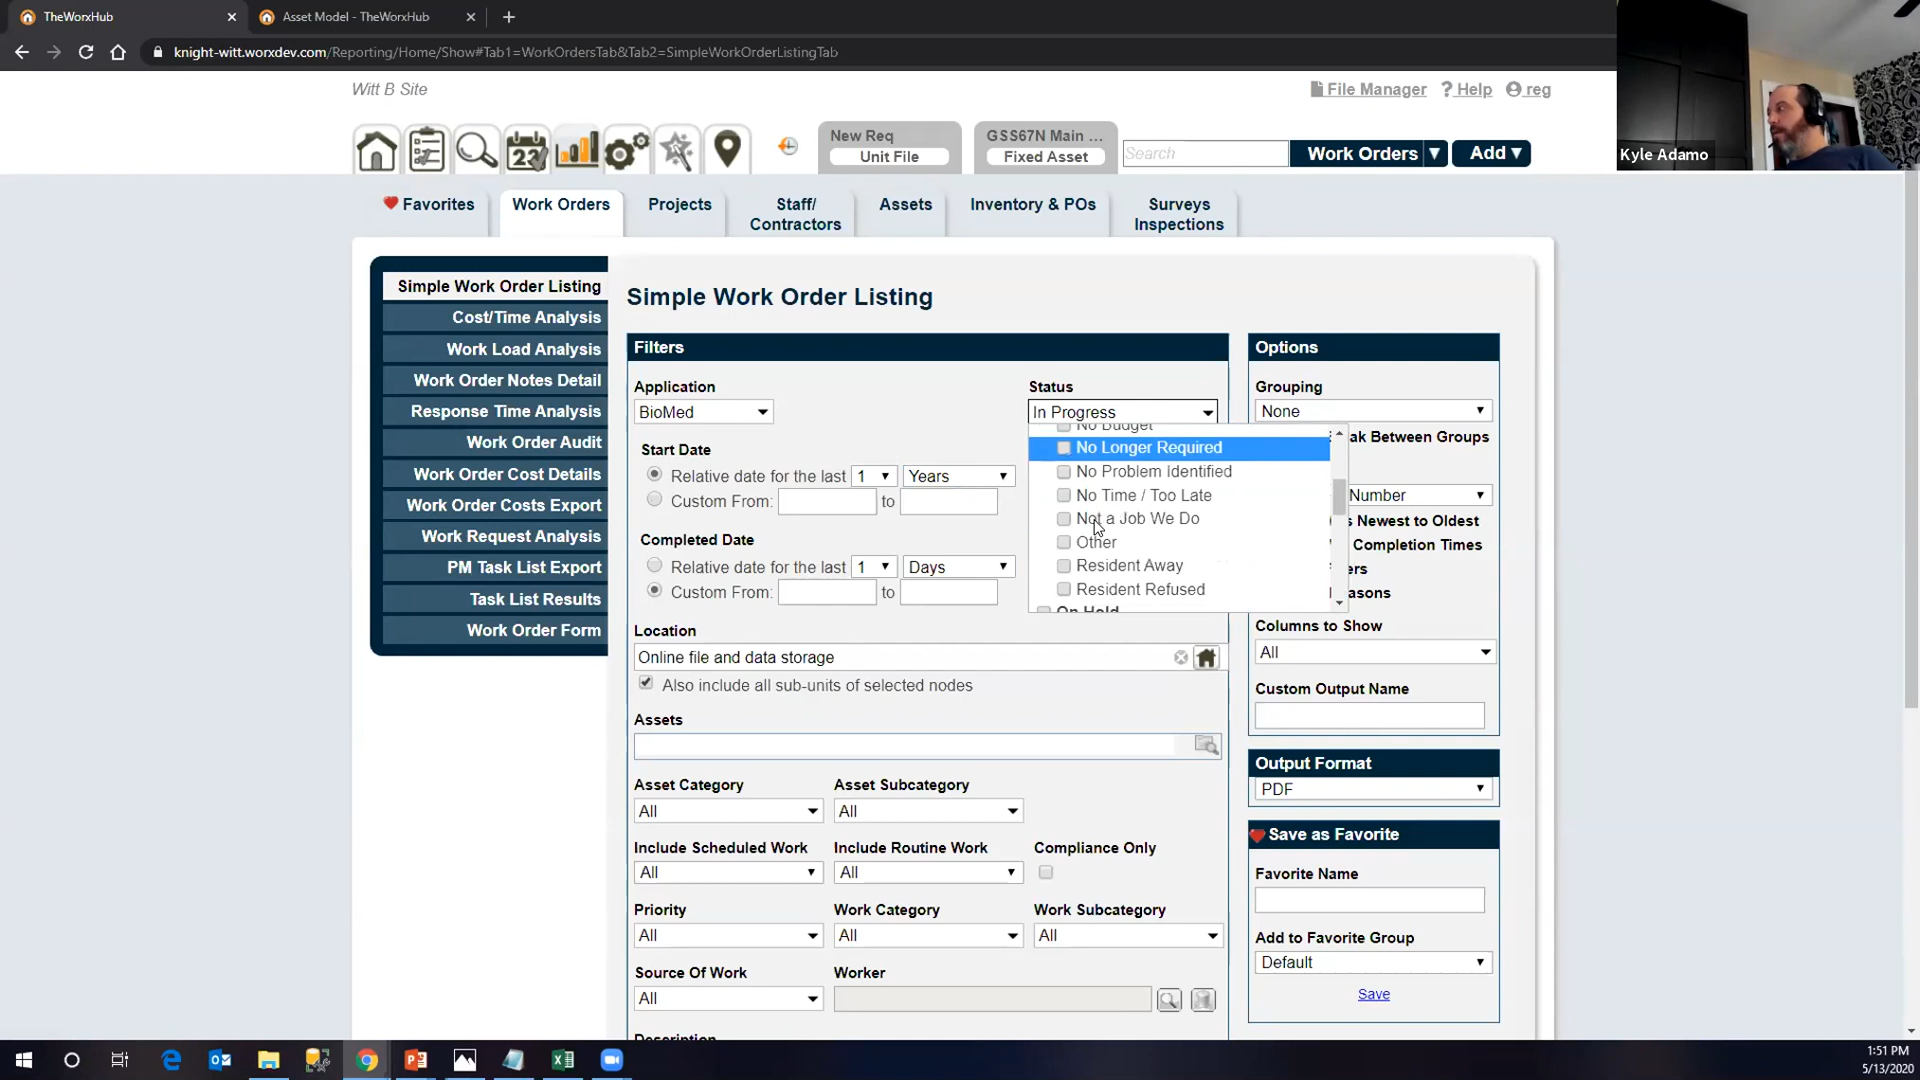 TheWorxHub
Asset Model - TheWorxHub
knight-witt.worxdev.com/Reporting/Home/Show#Tab1=WorkOrdersTab&Tab2=SimpleWorkOrderListingTab
Witt B Site
File Manager
? Help
reg
23
New Req
Unit File
GSS67N Main ...
Fixed Asset
Search
Work Orders
Add
Kyle Adamo
Favorites
Work Orders
Projects
Staff/
Contractors
Assets
Inventory & POs
Surveys
Inspections
Simple Work Order Listing
Cost/Time Analysis
Work Load Analysis
Work Order Notes Detail
Response Time Analysis
Work Order Audit
Work Order Cost Details
Work Order Costs Export
Work Request Analysis
PM Task List Export
Task List Results
Work Order Form
Simple Work Order Listing
Filters
Application
BioMed
Status
In Progress
No Budget
No Longer Required
No Problem Identified
No Time / Too Late
Not a Job We Do
Other
Resident Away
Resident Refused
On Hold
Start Date
Relative date for the last 1 Years
Custom From: to
Completed Date
Relative date for the last 1 Days
Custom From: to
Location
Online file and data storage
Also include all sub-units of selected nodes
Assets
Asset Category
Asset Subcategory
All
All
Include Scheduled Work
Include Routine Work
Compliance Only
All
All
Priority
Work Category
Work Subcategory
All
All
All
Source Of Work
Worker
All
Description
Options
Grouping
None
eak Between Groups
Number
s Newest to Oldest
Completion Times
ers
asons
Columns to Show
All
Custom Output Name
Output Format
PDF
Save as Favorite
Favorite Name
Add to Favorite Group
Default
Save
1:51 PM
5/13/2020